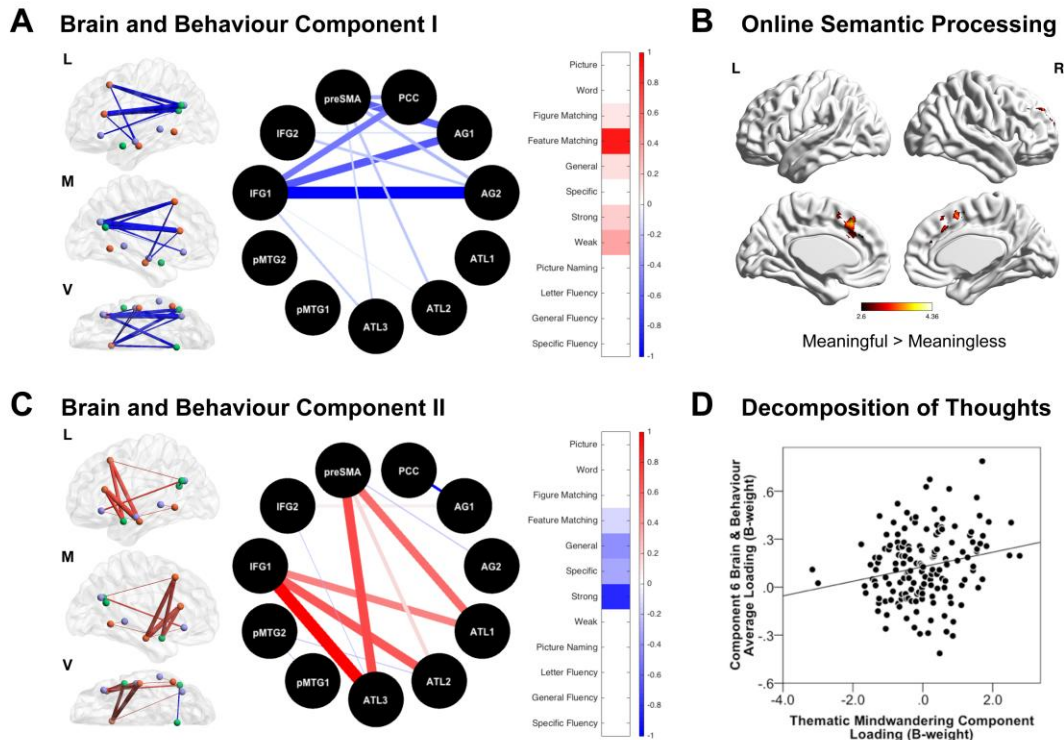 A Brain and Behaviour Component I
L
M
V
preSMA
PCC
IFG2
AG1
IFG1
AG2
pMTG2
ATL1
pMTG1
ATL2
ATL3
Picture
Word
Figure Matching
Feature Matching
General
Specific
Strong
Weak
Picture Naming
Letter Fluency
General Fluency
Specific Fluency
1
0.8
0.6
0.4
0.2
0
-0.2
-0.4
-0.6
-0.8
-1
B Online Semantic Processing
L R
2.6 4.36
Meaningful > Meaningless
C Brain and Behaviour Component II
L
M
V
preSMA
PCC
IFG2
AG1
IFG1
AG2
pMTG2
ATL1
pMTG1
ATL2
ATL3
Picture
Word
Figure Matching
Feature Matching
General
Specific
Strong
Weak
Picture Naming
Letter Fluency
General Fluency
Specific Fluency
1
0.8
0.6
0.4
0.2
0
-0.2
-0.4
-0.6
-0.8
-1
D Decomposition of Thoughts
Component 6 Brain & Behaviour
Average Loading (B-weight)
.6
.3
.0
-.3
-.6
-4.0 -2.0 .0 2.0
Thematic Mindwandering Component
Loading (B-weight)